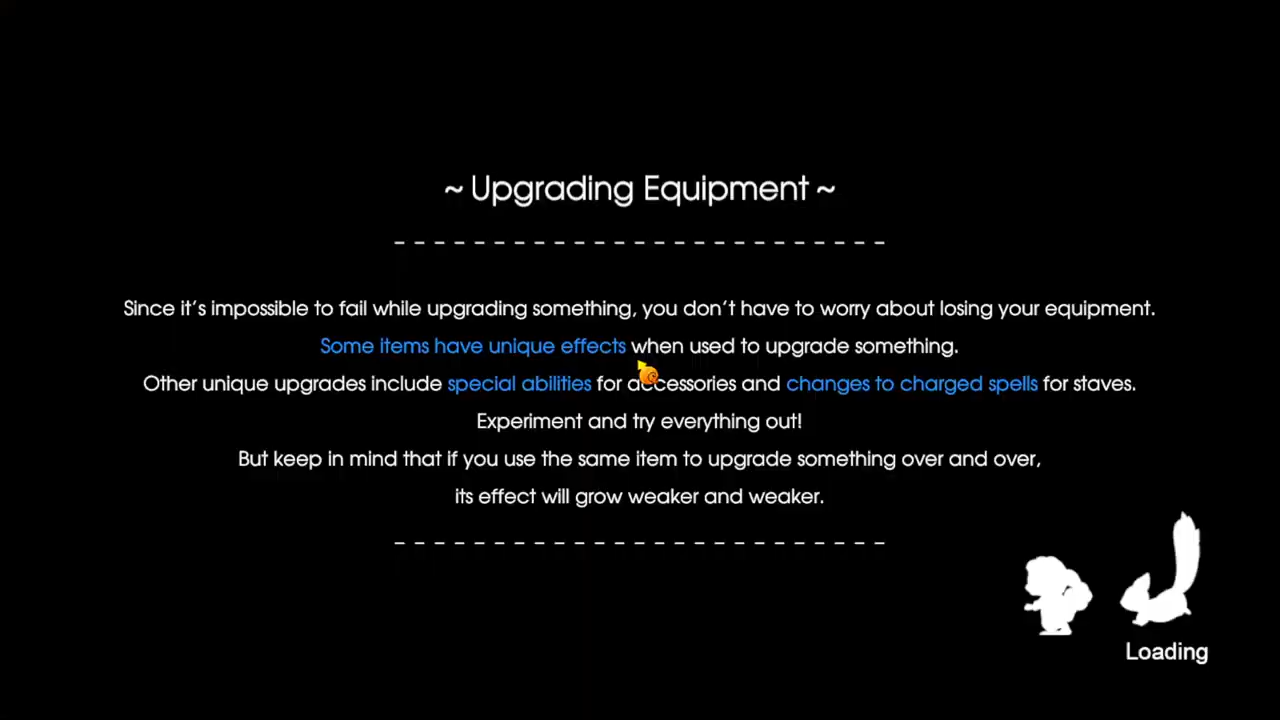 ~ Upgrading Equipment ~
- - - - - - - - - - - - - - - - - - - - - - - - -
Since it's impossible to fail while upgrading something, you don't have to worry about losing your equipment.
Some items have unique effects when used to upgrade something.
Other unique upgrades include special abilities for accessories and changes to charged spells for staves.
Experiment and try everything out!
But keep in mind that if you use the same item to upgrade something over and over,
its effect will grow weaker and weaker.
- - - - - - - - - - - - - - - - - - - - - - - - -
Loading